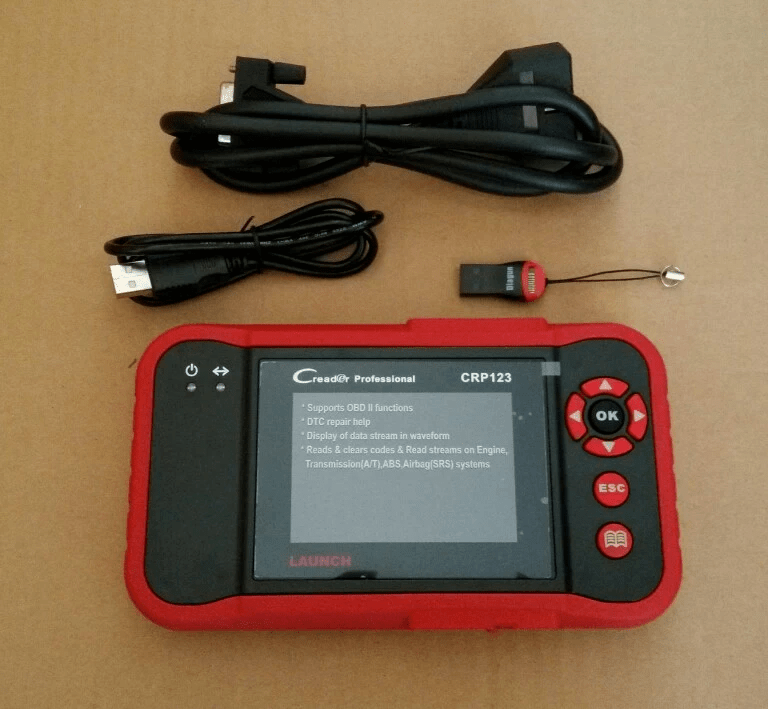 Diagun
Creader Professional CRP123
* Supports OBD II functions
* DTC repair help
* Display of data stream in waveform
* Reads & clears codes & Read streams on Engine,
Transmission(A/T),ABS,Airbag(SRS) systems
OK
ESC
LAUNCH